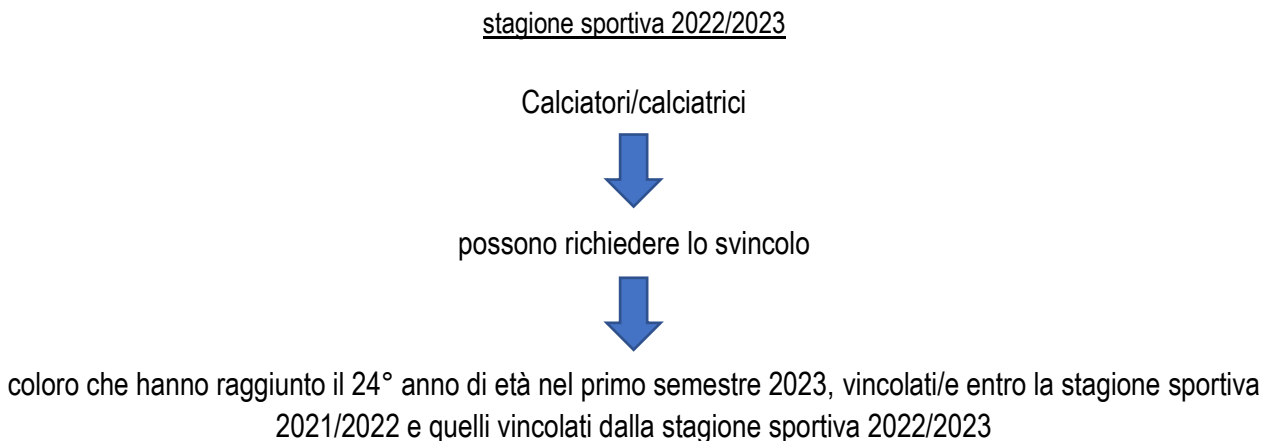 stagione sportiva 2022/2023
Calciatori/calciatrici
possono richiedere lo svincolo
coloro che hanno raggiunto il 24° anno di età nel primo semestre 2023, vincolati/e entro la stagione sportiva
2021/2022 e quelli vincolati dalla stagione sportiva 2022/2023